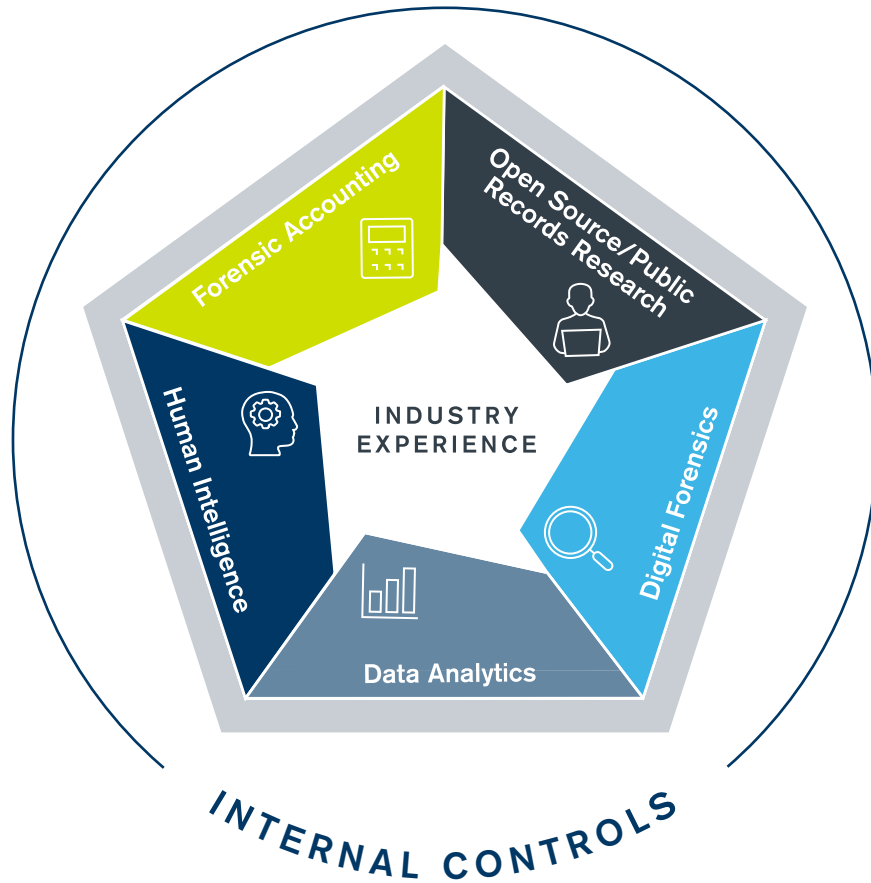 Forensic Accounting
Open Source/Public
Records Research
Human Intelligence
INDUSTRY
EXPERIENCE
Digital Forensics
Data Analytics
INTERNAL CONTROLS